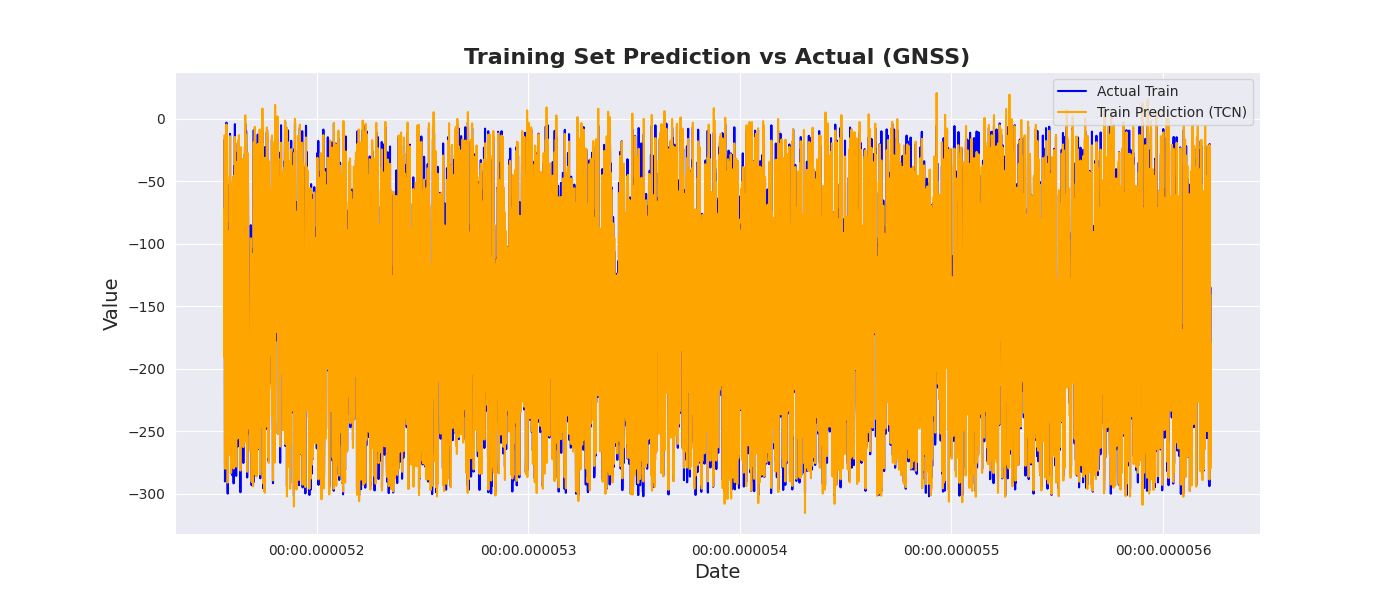 Training Set Prediction vs Actual (GNSS)
Actual Train
Train Prediction (TCN)
Value
0
−50
−100
−150
−200
−250
−300
00:00.000052
00:00.000053
00:00.000054
00:00.000055
00:00.000056
Date